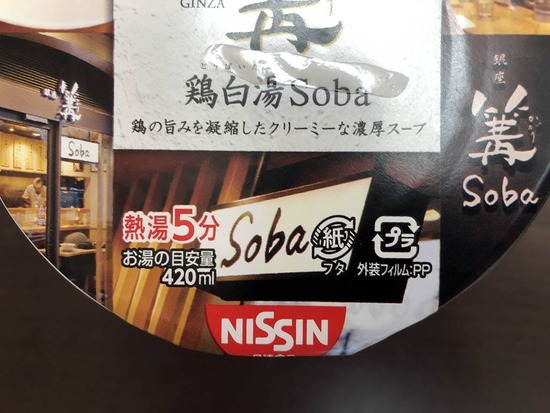 GINZA
篝
鶏白湯Soba
鶏の旨みを凝縮したクリーミーな濃厚スープ
銀座
篝
Soba
銀座
篝
Soba
熱湯5分
お湯の目安量
420ml
Soba
紙
フタ
プラ
外装フィルム:PP
NISSIN